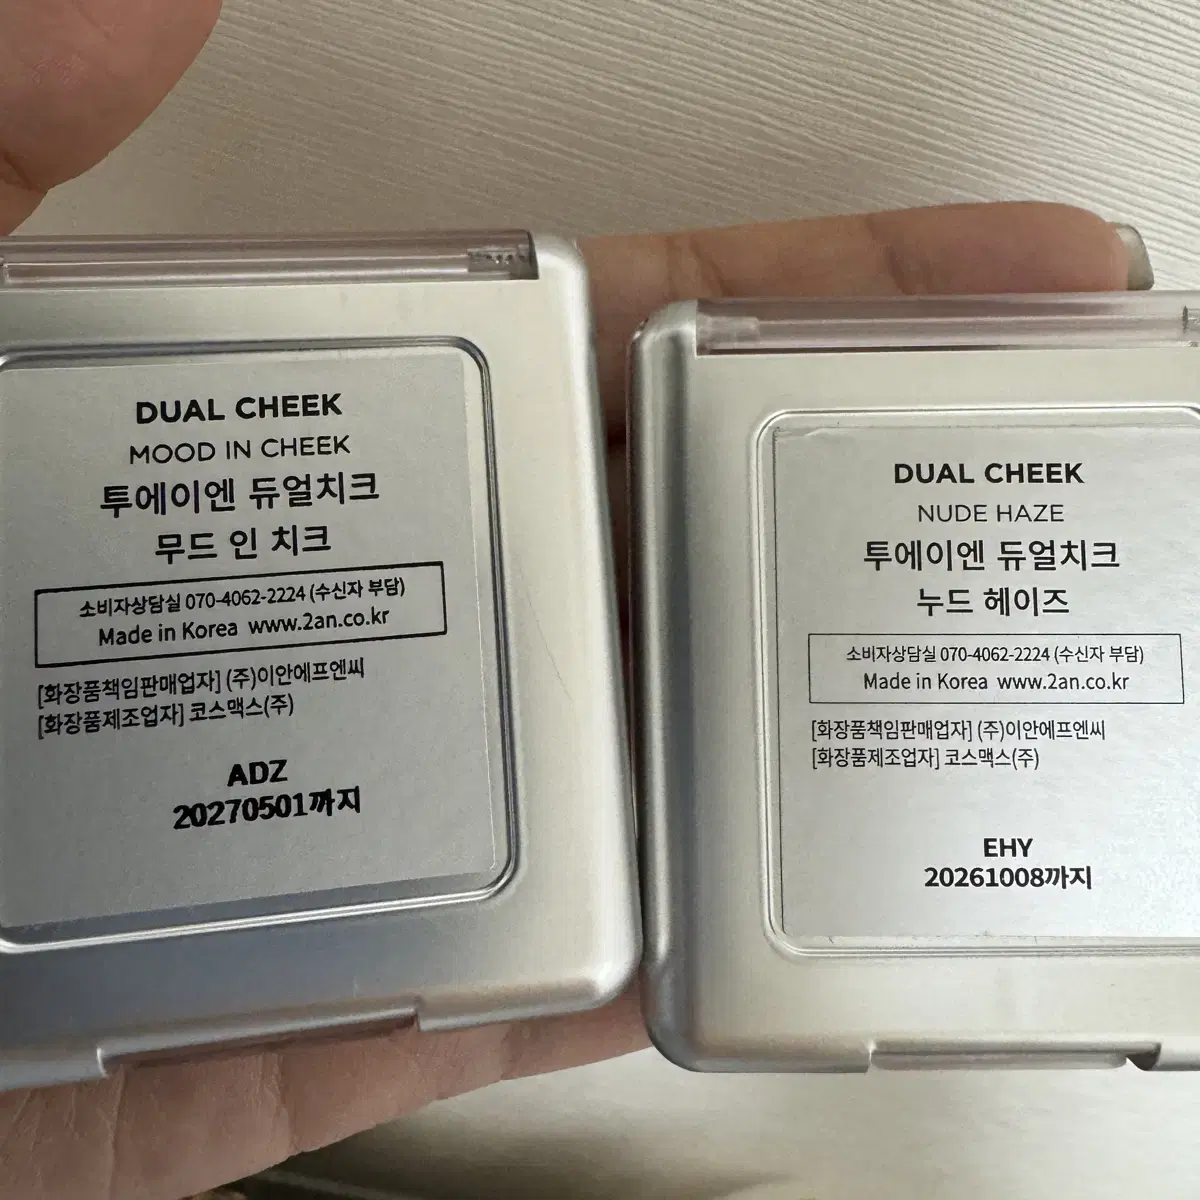 DUAL CHEEK
MOOD IN CHEEK
투에이엔 듀얼치크
무드 인 치크
소비자상담실 070-4062-2224 (수신자 부담)
Made in Korea www.2an.co.kr
[화장품책임판매업자] (주)이안에프엔씨
[화장품제조업자] 코스맥스(주)
ADZ
20270501까지
DUAL CHEEK
NUDE HAZE
투에이엔 듀얼치크
누드 헤이즈
소비자상담실 070-4062-2224 (수신자 부담)
Made in Korea www.2an.co.kr
[화장품책임판매업자] (주)이안에프엔씨
[화장품제조업자] 코스맥스(주)
EHY
20261008까지